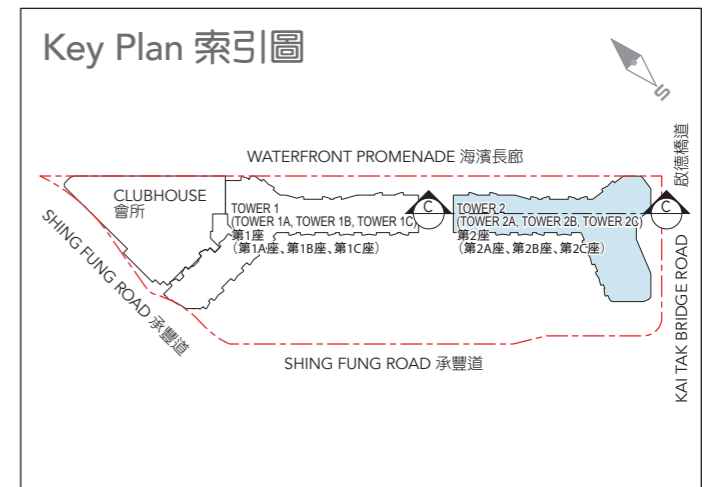 Key Plan 索引圖
S
WATERFRONT PROMENADE 海濱長廊
啟德橋道
KAI TAK BRIDGE ROAD
CLUBHOUSE
會所
TOWER 1
(TOWER 1A, TOWER 1B, TOWER 1C)
第1座
(第1A座、第1B座、第1C座)
C
TOWER 2
(TOWER 2A, TOWER 2B, TOWER 2C)
第2座
(第2A座、第2B座、第2C座)
C
SHING FUNG ROAD 承豐道
SHING FUNG ROAD 承豐道